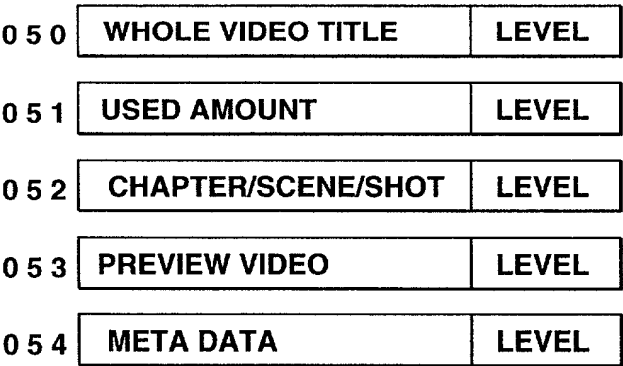 050 WHOLE VIDEO TITLE LEVEL
051 USED AMOUNT LEVEL
052 CHAPTER/SCENE/SHOT LEVEL
053 PREVIEW VIDEO LEVEL
054 META DATA LEVEL